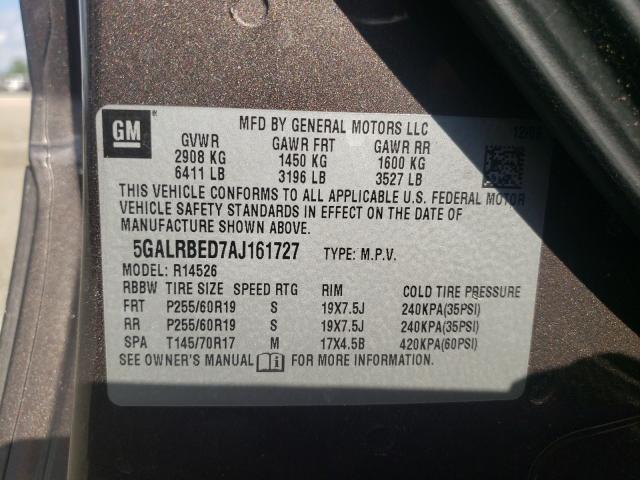 GM MFD BY GENERAL MOTORS LLC
GVWR GAWR FRT GAWR RR
2908 KG 1450 KG 1600 KG
6411 LB 3196 LB 3527 LB
THIS VEHICLE CONFORMS TO ALL APPLICABLE U.S. FEDERAL MOTOR
VEHICLE SAFETY STANDARDS IN EFFECT ON THE DATE OF
MANUFACTURE SHOWN ABOVE.
5GALRBED7AJ161727 TYPE: M.P.V.
MODEL: R14526
RBBW TIRE SIZE SPEED RTG RIM COLD TIRE PRESSURE
FRT P255/60R19 S 19X7.5J 240KPA(35PSI)
RR P255/60R19 S 19X7.5J 240KPA(35PSI)
SPA T145/70R17 M 17X4.5B 420KPA(60PSI)
SEE OWNER'S MANUAL FOR MORE INFORMATION.